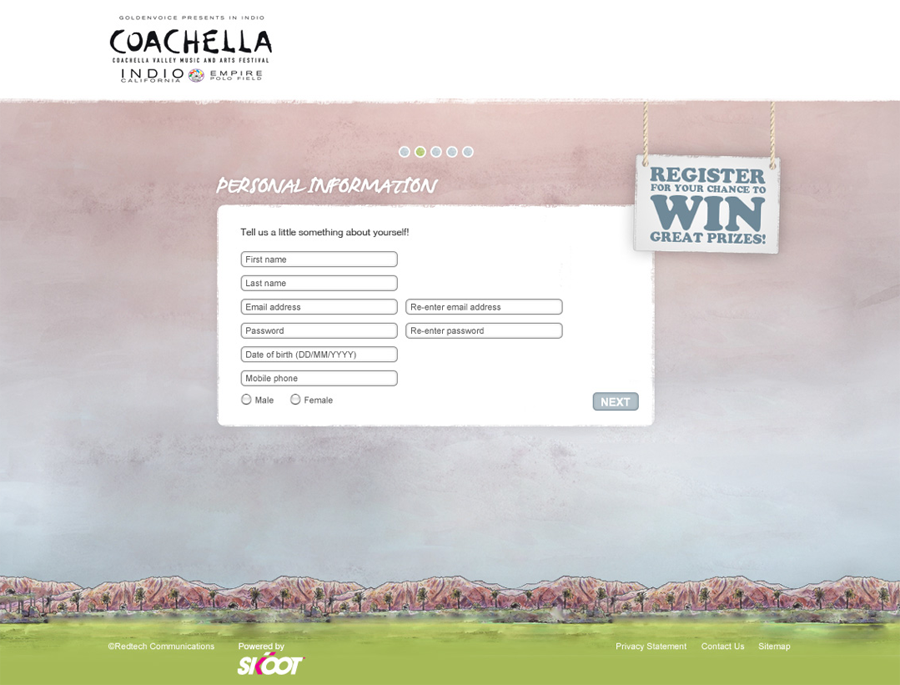 GOLDENVOICE PRESENTS IN INDIO
COACHELLA
COACHELLA VALLEY MUSIC AND ARTS FESTIVAL
INDIO CALIFORNIA EMPIRE POLO FIELD
PERSONAL INFORMATION
REGISTER
FOR YOUR CHANCE TO
WIN
GREAT PRIZES!
Tell us a little something about yourself!
First name
Last name
Email address Re-enter email address
Password Re-enter password
Date of birth (DD/MM/YYYY)
Mobile phone
Male Female NEXT
©Redtech Communications Powered by Privacy Statement Contact Us Sitemap
SKOOT